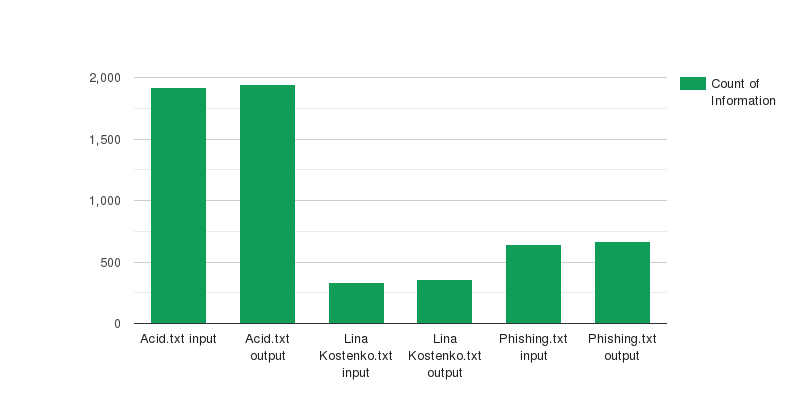 2,000
1,500
1,000
500
0
Acid.txt input
Acid.txt
output
Lina
Kostenko.txt
input
Lina
Kostenko.txt
output
Phishing.txt
input
Phishing.txt
output
Count of
Information